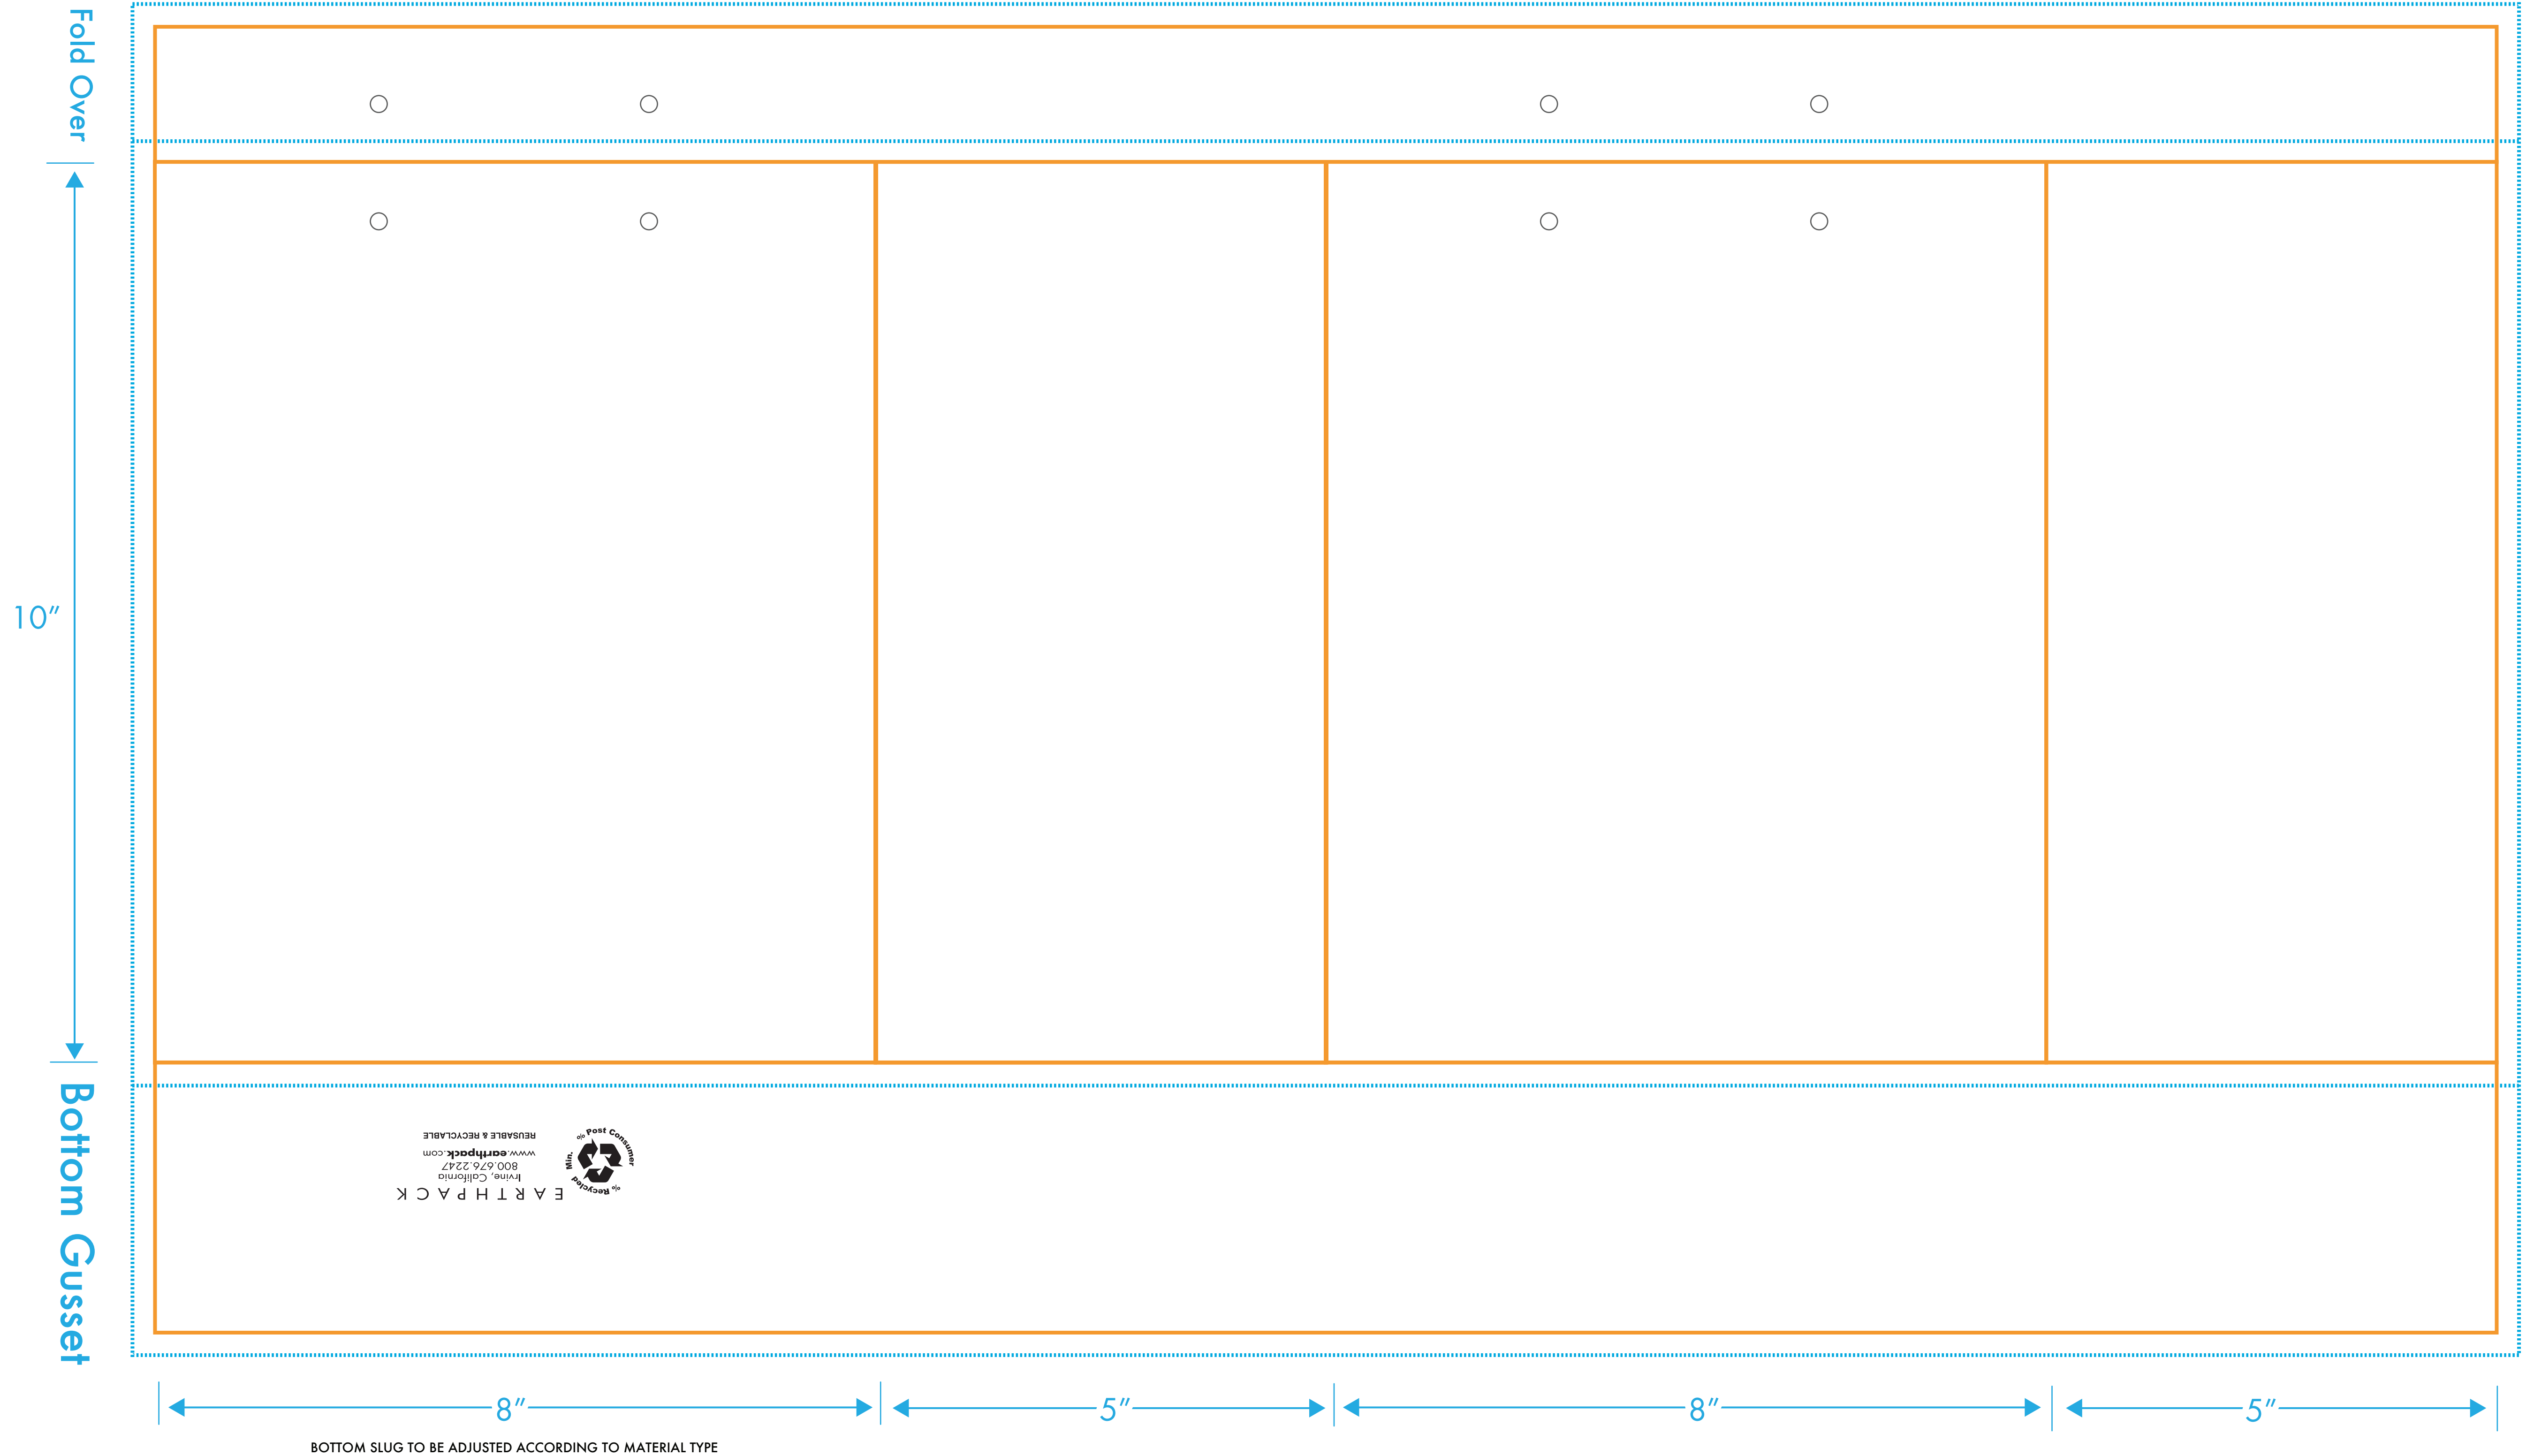 Fold Over
10″
Bottom Gusset
% Post Consumer
Min.
% Recycled
EARTHPACK
Irvine, California
800.676.2247
www.earthpack.com
REUSABLE & RECYCLABLE
8″
5″
8″
5″
BOTTOM SLUG TO BE ADJUSTED ACCORDING TO MATERIAL TYPE